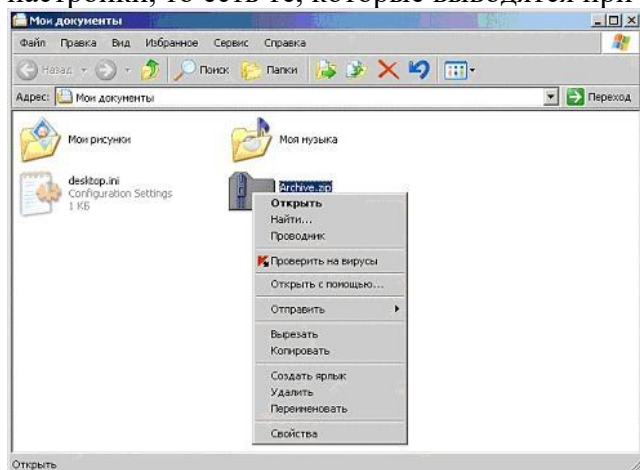 настройки, то есть те, которые выводятся при
Мои документы
Файл Правка Вид Избранное Сервис Справка
Назад Поиск Папки
Адрес: Мои документы Переход
Мои рисунки Моя музыка
desktop.ini
Configuration Settings
1 КБ
Archive.zip
Открыть
Найти...
Проводник
Проверить на вирусы
Открыть с помощью...
Отправить
Вырезать
Копировать
Создать ярлык
Удалить
Переименовать
Свойства
Открыть